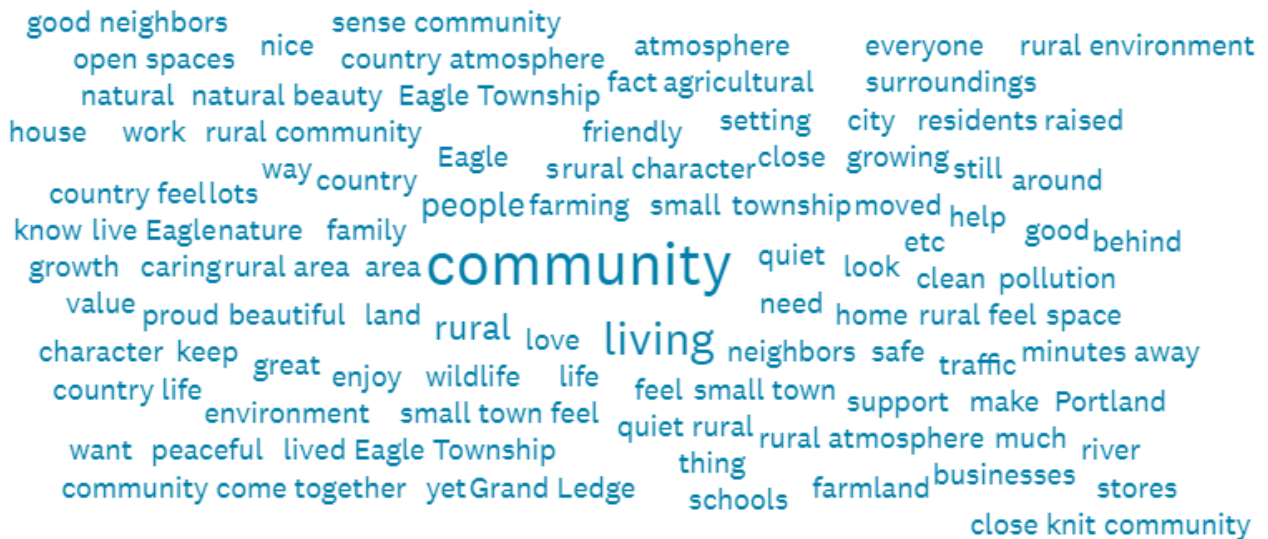 good neighbors sense community
open spaces nice country atmosphere atmosphere everyone rural environment
natural natural beauty Eagle Township fact agricultural surroundings
house work rural community friendly setting city residents raised
country feel lots way country Eagle srural character close growing still around
know live Eagle nature family people farming small township moved help good behind
growth caring rural area area community quiet look etc clean pollution
value proud beautiful land rural love living need home rural feel space
character keep great enjoy wildlife life neighbors safe traffic minutes away
country life environment small town feel feel small town support make Portland
want peaceful lived Eagle Township quiet rural rural atmosphere much river
community come together yet Grand Ledge thing schools farmland businesses stores
close knit community